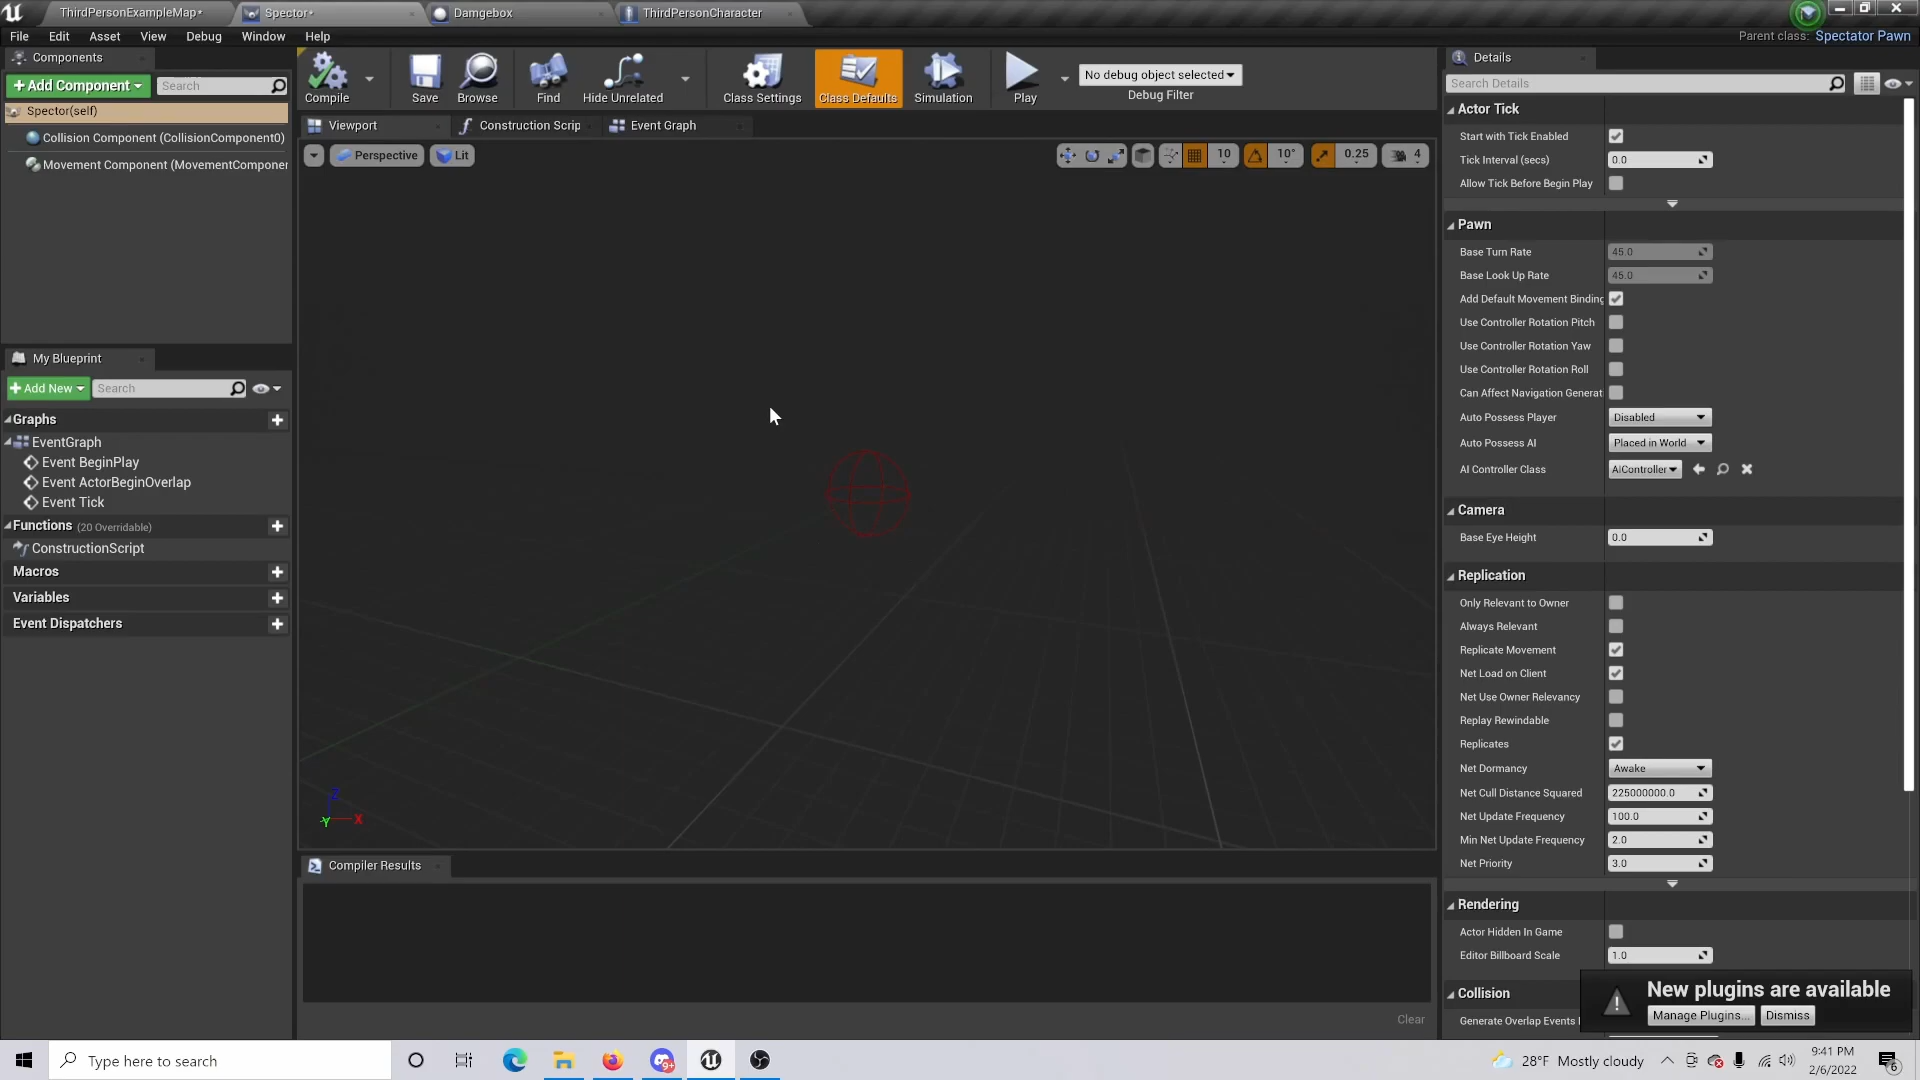 ThirdPersonExampleMap*
Spector*
Damgebox
ThirdPersonCharacter
File Edit Asset View Debug Window Help
Parent class: Spectator Pawn
Components
+Add Component
Search
Spector(self)
Collision Component (CollisionComponent0)
Movement Component (MovementComponer
Compile
Save
Browse
Find
Hide Unrelated
Class Settings
Class Defaults
Simulation
Play
No debug object selected
Debug Filter
Viewport
Construction Scrip
Event Graph
Perspective
Lit
10
10°
0.25
4
My Blueprint
+Add New
Search
Graphs
EventGraph
Event BeginPlay
Event ActorBeginOverlap
Event Tick
Functions (20 Overridable)
ConstructionScript
Macros
Variables
Event Dispatchers
Z
Y
X
Compiler Results
Clear
Details
Search Details
Actor Tick
Start with Tick Enabled
Tick Interval (secs) 0.0
Allow Tick Before Begin Play
Pawn
Base Turn Rate 45.0
Base Look Up Rate 45.0
Add Default Movement Binding
Use Controller Rotation Pitch
Use Controller Rotation Yaw
Use Controller Rotation Roll
Can Affect Navigation Generat
Auto Possess Player Disabled
Auto Possess AI Placed in World
AI Controller Class AIController
Camera
Base Eye Height 0.0
Replication
Only Relevant to Owner
Always Relevant
Replicate Movement
Net Load on Client
Net Use Owner Relevancy
Replay Rewindable
Replicates
Net Dormancy Awake
Net Cull Distance Squared 225000000.0
Net Update Frequency 100.0
Min Net Update Frequency 2.0
Net Priority 3.0
Rendering
Actor Hidden In Game
Editor Billboard Scale 1.0
Collision
Generate Overlap Events
New plugins are available
Manage Plugins...
Dismiss
Type here to search
9+
28°F Mostly cloudy
9:41 PM
2/6/2022
6